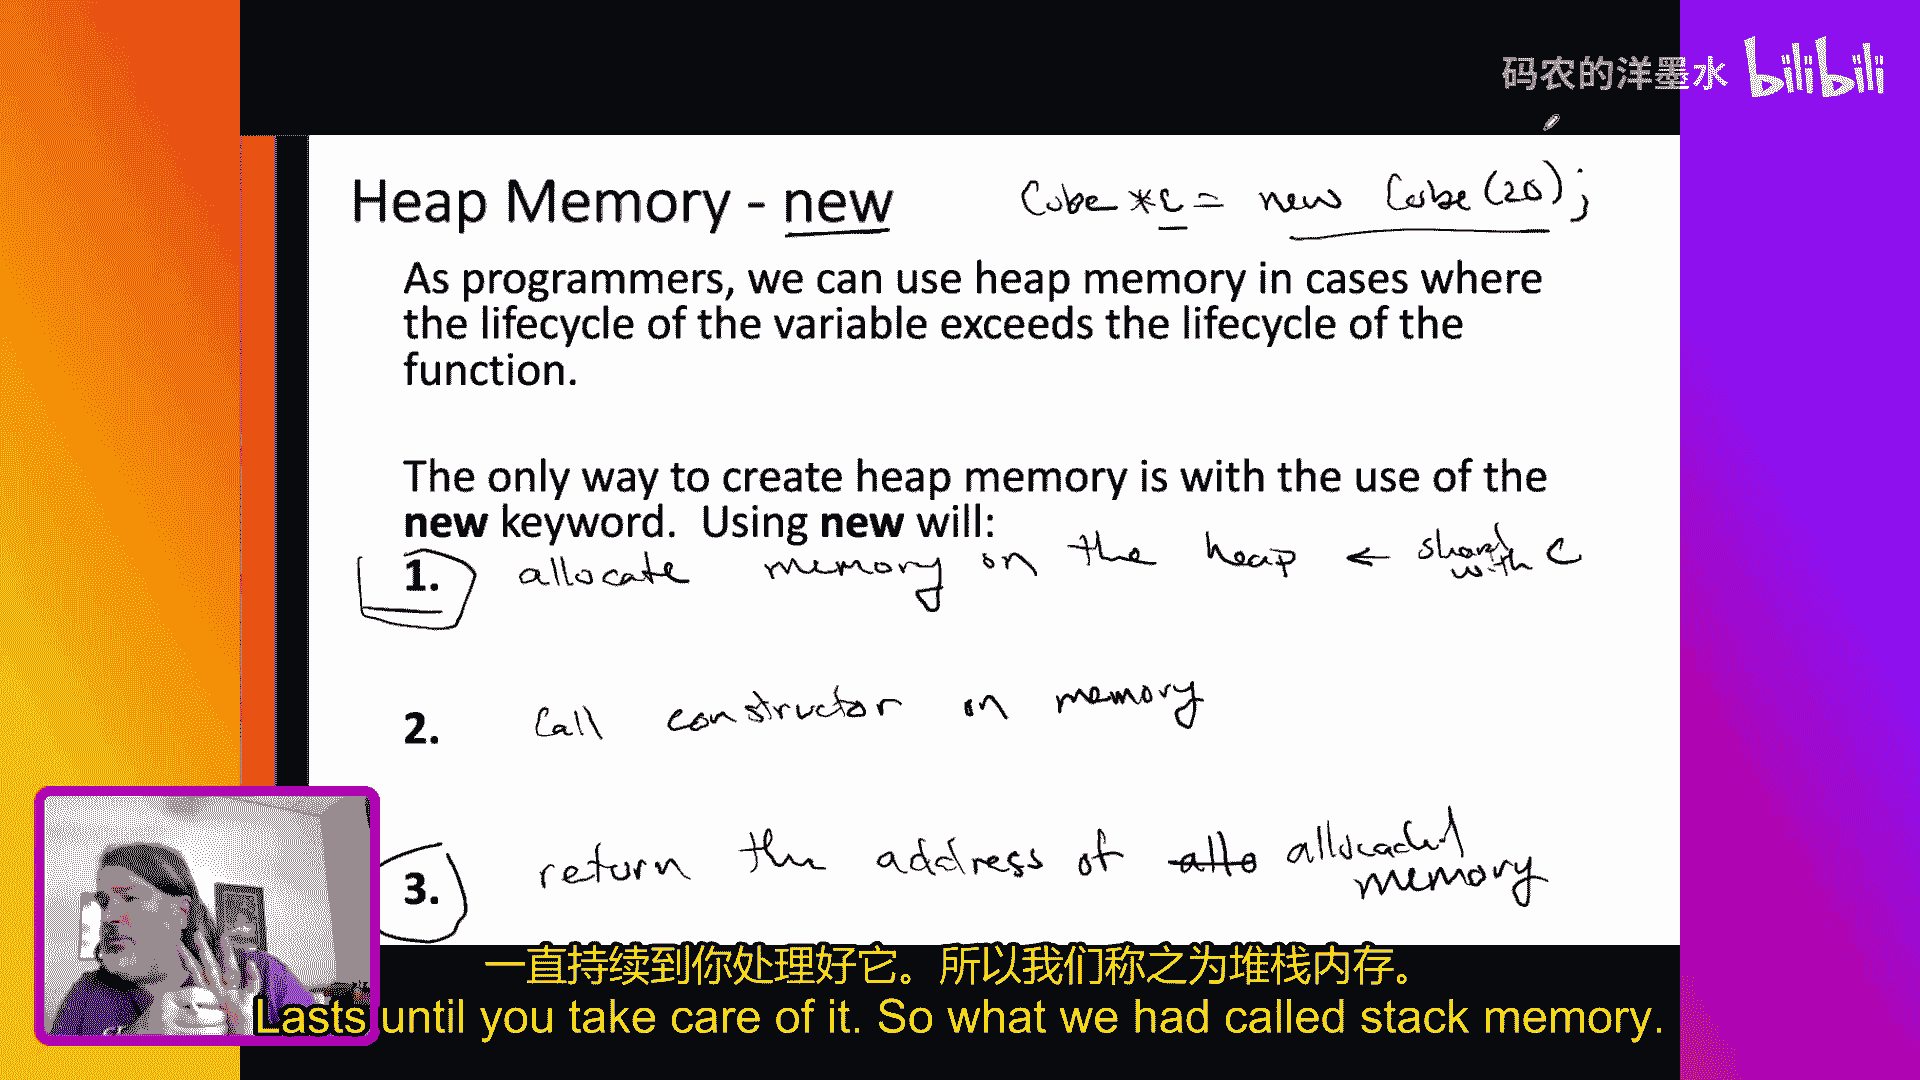 码农的洋墨水 bilibili
Heap Memory - new
Cube *c = new Cube(20);
As programmers, we can use heap memory in cases where
the lifecycle of the variable exceeds the lifecycle of the
function.
The only way to create heap memory is with the use of the
new keyword. Using new will:
1. allocate memory on the heap ← shared with C
2. Call constructor on memory
3. return the address of allo allocated memory
一直持续到你处理好它。所以我们称之为堆栈内存。
Lasts until you take care of it. So what we had called stack memory.